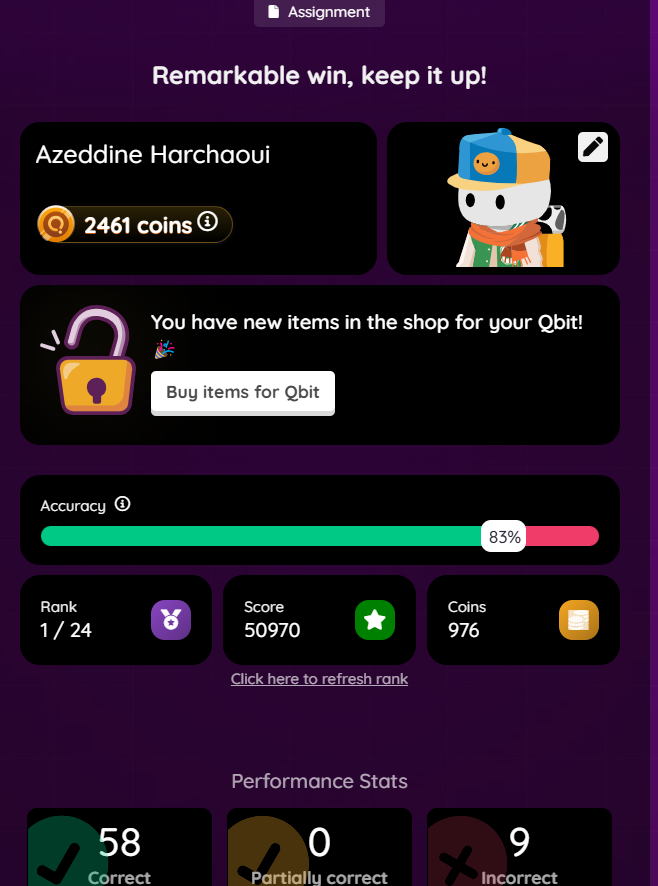 Assignment
Remarkable win, keep it up!
Azeddine Harchaoui
2461 coins
You have new items in the shop for your Qbit!
Buy items for Qbit
Accuracy
83%
Rank
1 / 24
Score
50970
Coins
976
Click here to refresh rank
Performance Stats
58
Correct
0
Partially correct
9
Incorrect